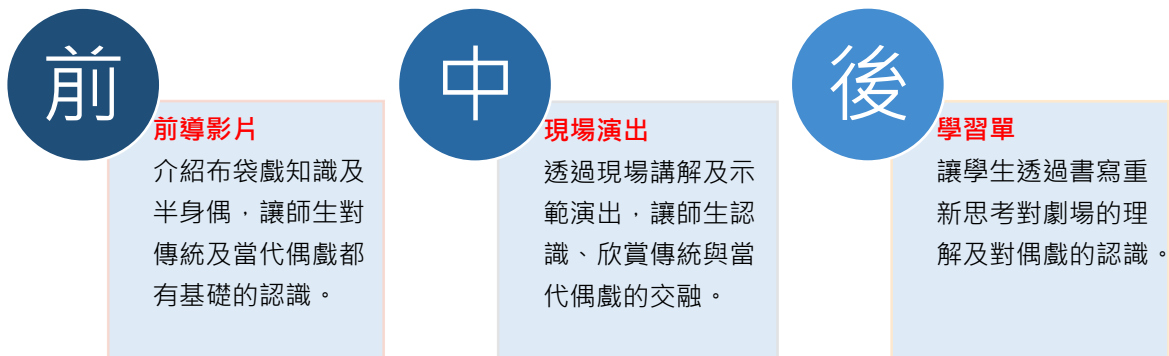 前
前導影片
介紹布袋戲知識及
半身偶，讓師生對
傳統及當代偶戲都
有基礎的認識。
中
現場演出
透過現場講解及示
範演出，讓師生認
識、欣賞傳統與當
代偶戲的交融。
後
學習單
讓學生透過書寫重
新思考對劇場的理
解及對偶戲的認識。